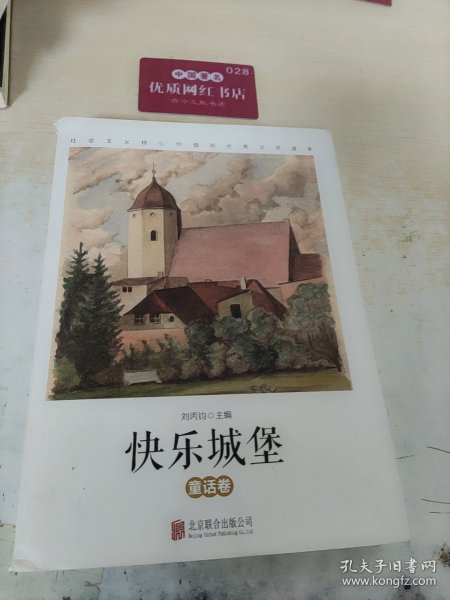 中国著名
028
优质网红书店
古今文献书运
社会主义核心价值观优秀文学读本
刘丙钧○主编
快乐城堡
童话卷
北京联合出版公司
Beijing United Publishing Co.,Ltd.
孔夫子旧书网
www.kongfz.com